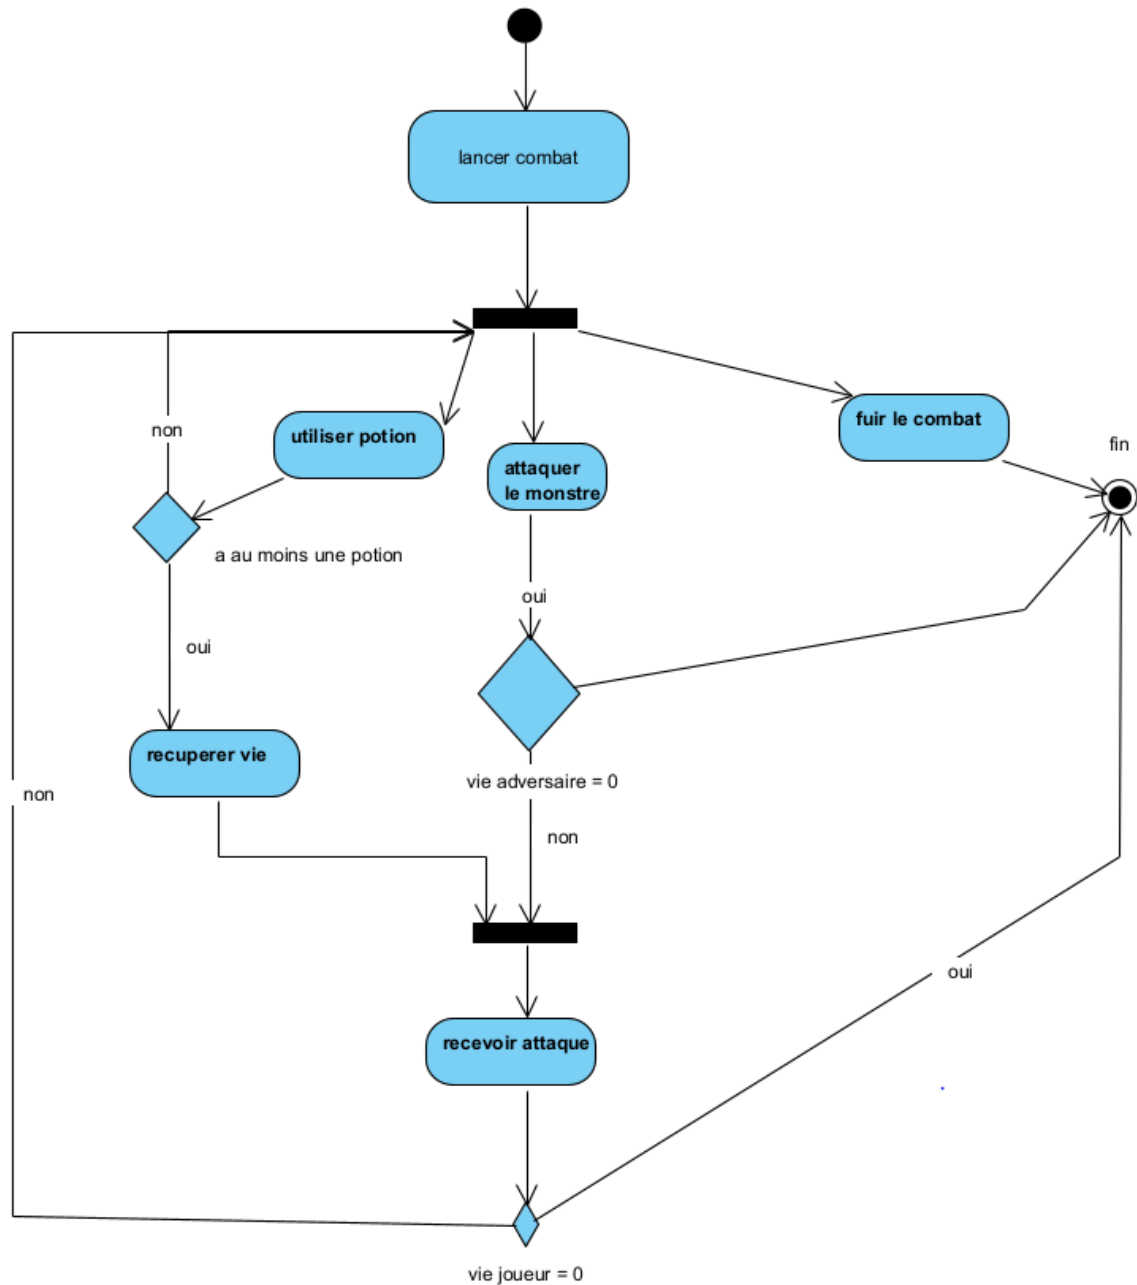 lancer combat
fuir le combat
utiliser potion
non
fin
attaquer
le monstre
a au moins une potion
oui
oui
recuperer vie
vie adversaire = 0
non
non
oui
recevoir attaque
vie joueur = 0